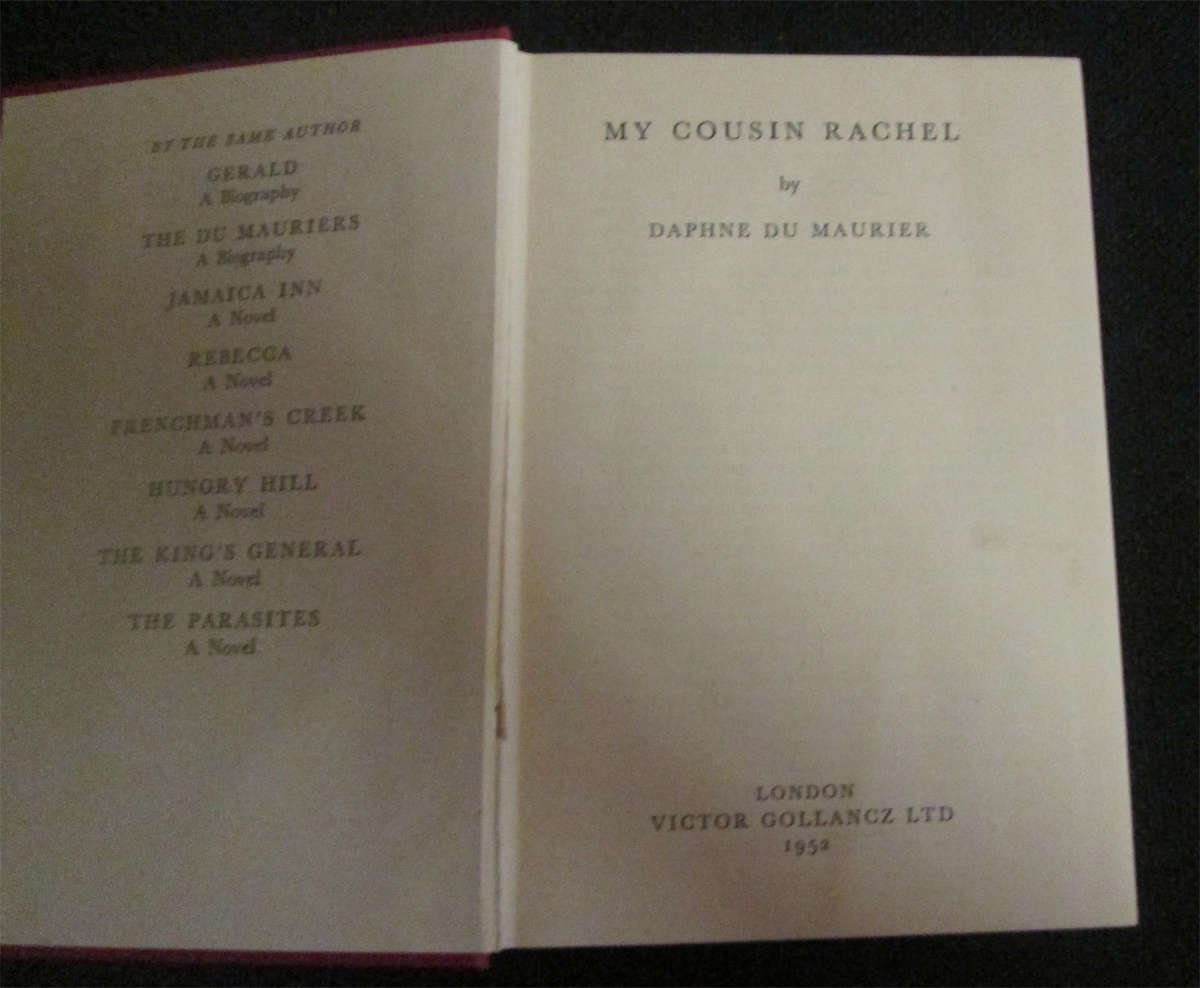 BY THE SAME AUTHOR
GERALD
A Biography
THE DU MAURIERS
A Biography
JAMAICA INN
A Novel
REBECCA
A Novel
FRENCHMAN'S CREEK
A Novel
HUNGRY HILL
A Novel
THE KING'S GENERAL
A Novel
THE PARASITES
A Novel
MY COUSIN RACHEL
by
DAPHNE DU MAURIER
LONDON
VICTOR GOLLANCZ LTD
1952